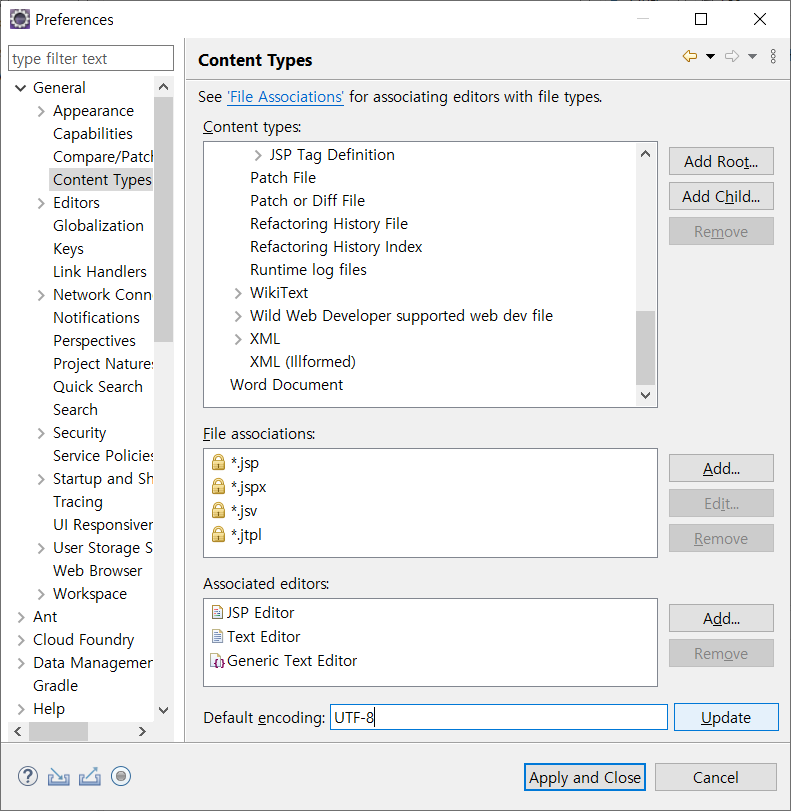 Preferences
type filter text
General
Appearance
Capabilities
Compare/Patch
Content Types
Editors
Globalization
Keys
Link Handlers
Network Conn
Notifications
Perspectives
Project Natures
Quick Search
Search
Security
Service Policies
Startup and Sh
Tracing
UI Responsiver
User Storage S
Web Browser
Workspace
Ant
Cloud Foundry
Data Managemer
Gradle
Help
Content Types
See 'File Associations' for associating editors with file types.
Content types:
JSP Tag Definition
Patch File
Patch or Diff File
Refactoring History File
Refactoring History Index
Runtime log files
WikiText
Wild Web Developer supported web dev file
XML
XML (Illformed)
Word Document
Add Root...
Add Child...
Remove
File associations:
*.jsp
*.jspx
*.jsv
*.jtpl
Add...
Edit...
Remove
Associated editors:
JSP Editor
Text Editor
Generic Text Editor
Add...
Remove
Default encoding: UTF-8 Update
Apply and Close Cancel